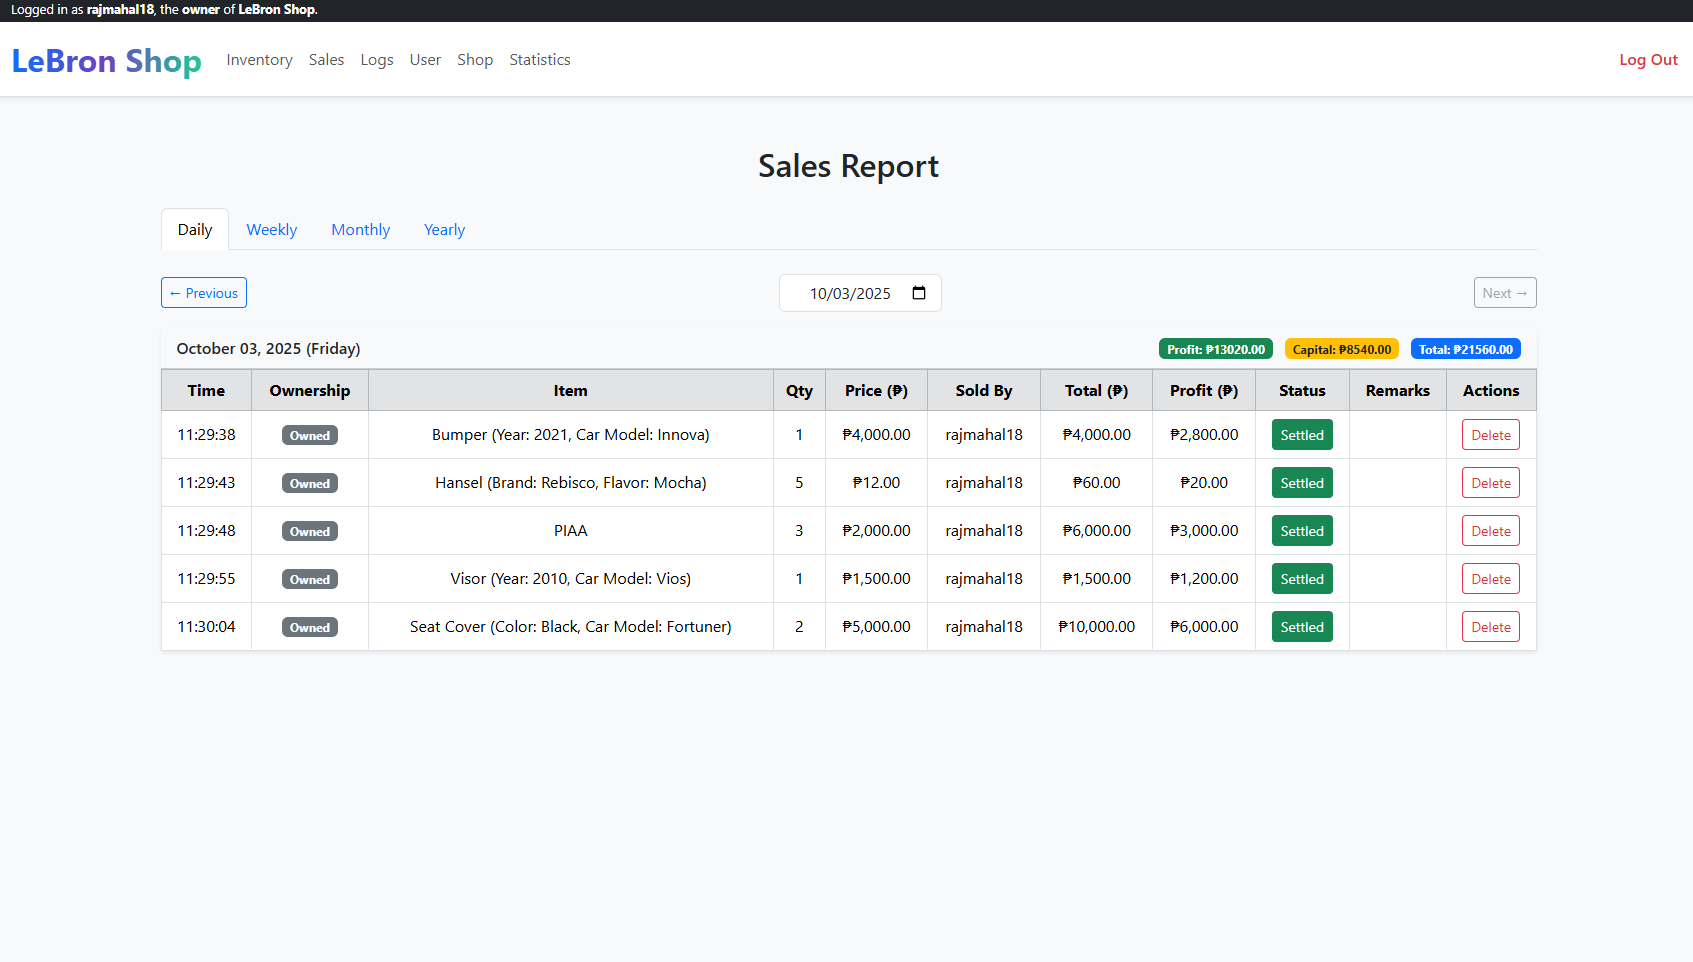 Logged in as rajmahal18, the owner of LeBron Shop.
LeBron Shop Inventory Sales Logs User Shop Statistics Log Out
Sales Report
Daily Weekly Monthly Yearly
← Previous 10/03/2025 Next →
October 03, 2025 (Friday) Profit: ₱13020.00 Capital: ₱8540.00 Total: ₱21560.00
Time Ownership Item Qty Price (₱) Sold By Total (₱) Profit (₱) Status Remarks Actions
11:29:38 Owned Bumper (Year: 2021, Car Model: Innova) 1 ₱4,000.00 rajmahal18 ₱4,000.00 ₱2,800.00 Settled Delete
11:29:43 Owned Hansel (Brand: Rebisco, Flavor: Mocha) 5 ₱12.00 rajmahal18 ₱60.00 ₱20.00 Settled Delete
11:29:48 Owned PIAA 3 ₱2,000.00 rajmahal18 ₱6,000.00 ₱3,000.00 Settled Delete
11:29:55 Owned Visor (Year: 2010, Car Model: Vios) 1 ₱1,500.00 rajmahal18 ₱1,500.00 ₱1,200.00 Settled Delete
11:30:04 Owned Seat Cover (Color: Black, Car Model: Fortuner) 2 ₱5,000.00 rajmahal18 ₱10,000.00 ₱6,000.00 Settled Delete